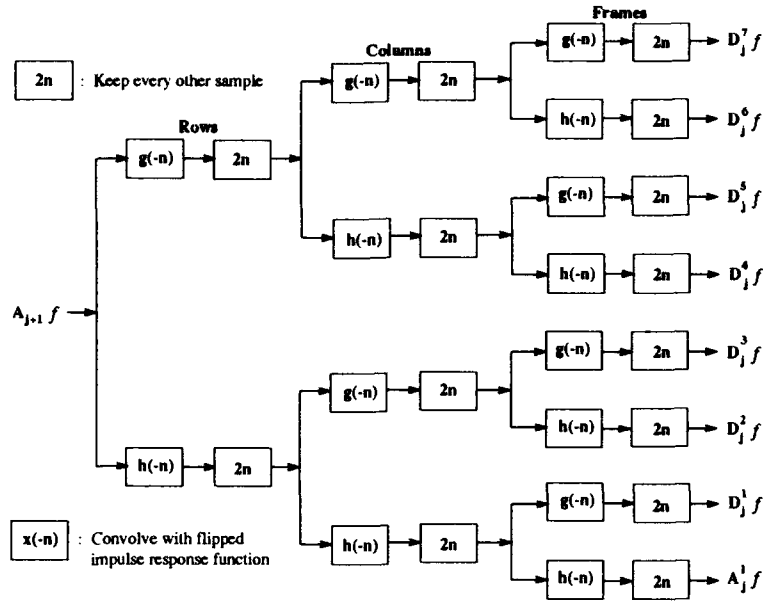 Frames
g(-n) 2n D_j^7 f
Columns
2n : Keep every other sample
g(-n) 2n
h(-n) 2n D_j^6 f
Rows
g(-n) 2n
g(-n) 2n D_j^5 f
h(-n) 2n
h(-n) 2n D_j^4 f
A_{j+1} f
g(-n) 2n D_j^3 f
g(-n) 2n
h(-n) 2n D_j^2 f
h(-n) 2n
g(-n) 2n D_j^1 f
x(-n) : Convolve with flipped
impulse response function
h(-n) 2n
h(-n) 2n A_j^1 f